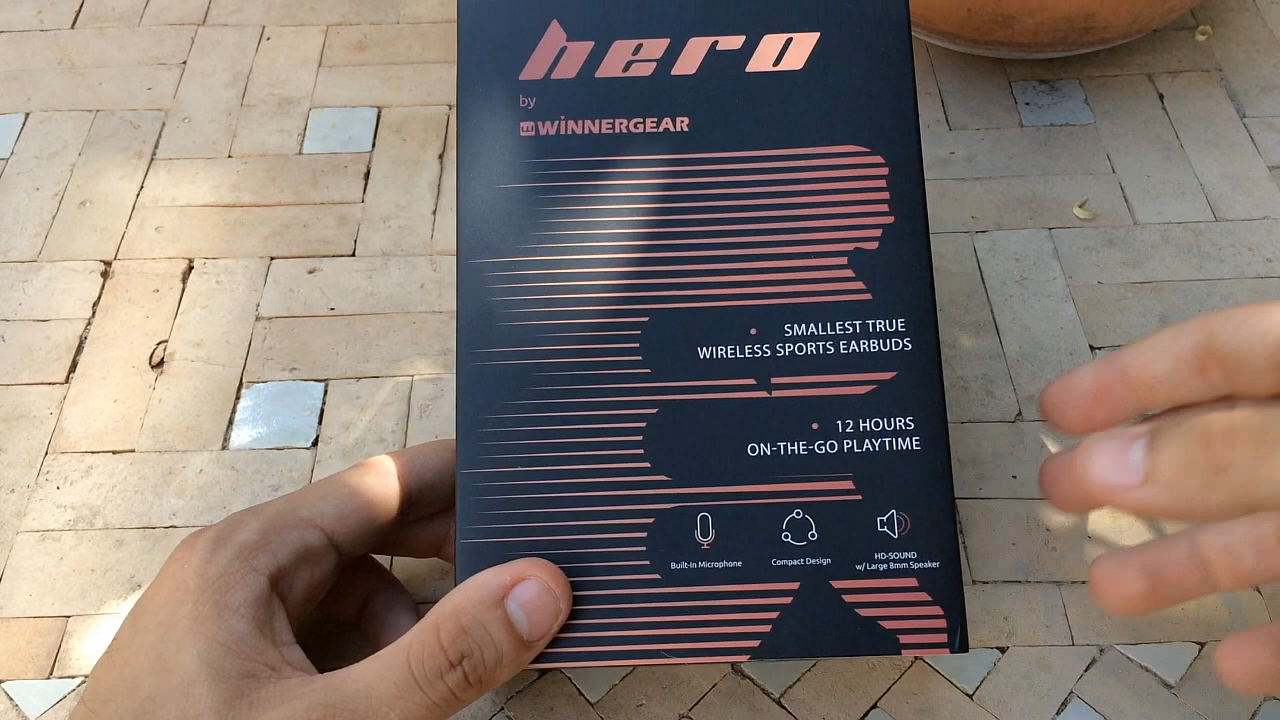 hero
by
WINNERGEAR
SMALLEST TRUE
WIRELESS SPORTS EARBUDS
12 HOURS
ON-THE-GO PLAYTIME
Built-In Microphone
Compact Design
HD-SOUND
w/ Large 8mm Speaker